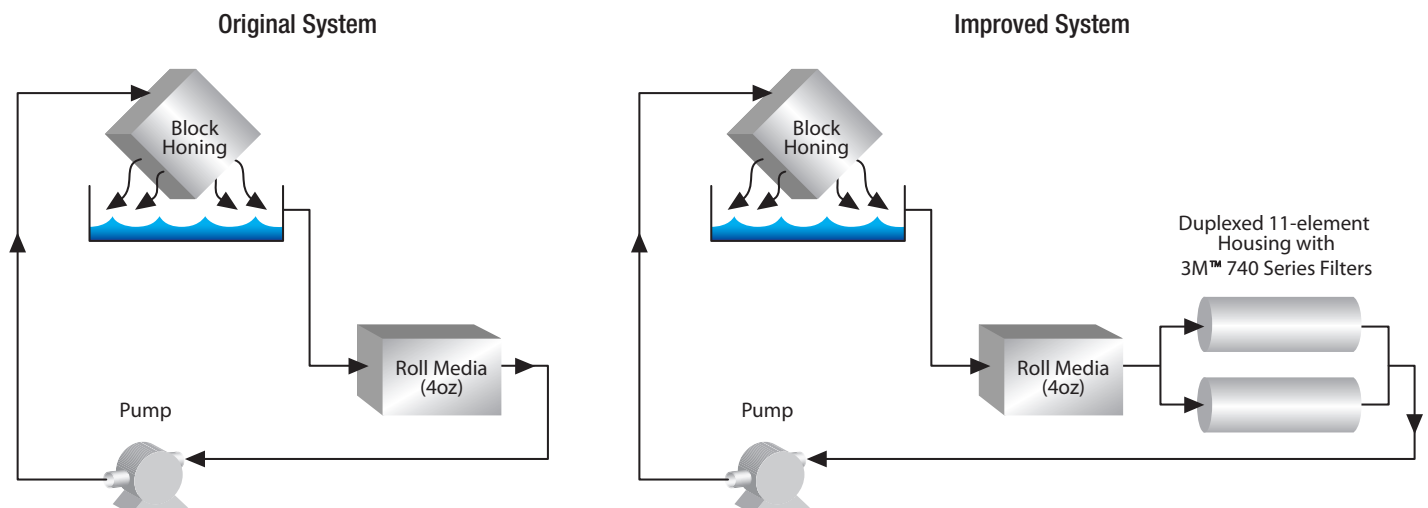 Original System
Block
Honing
Roll Media
(4oz)
Pump
Improved System
Block
Honing
Duplexed 11-element
Housing with
3M™ 740 Series Filters
Roll Media
(4oz)
Pump